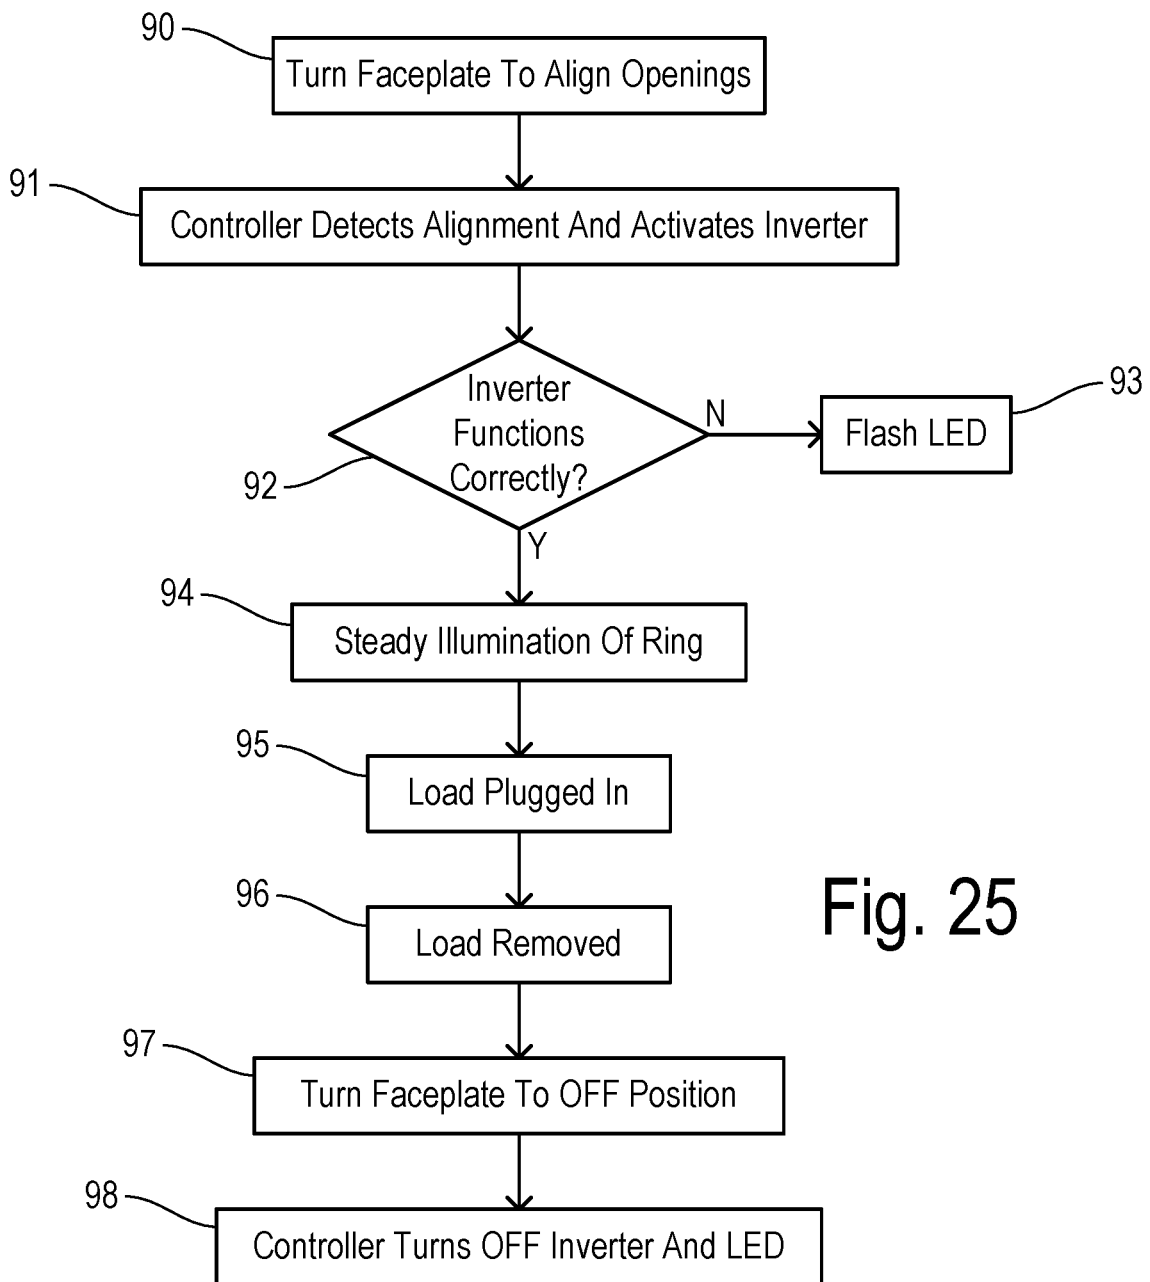 90
Turn Faceplate To Align Openings
91
Controller Detects Alignment And Activates Inverter
Inverter
Functions
Correctly?
92
N
93
Flash LED
Y
94
Steady Illumination Of Ring
95
Load Plugged In
96
Load Removed
Fig. 25
97
Turn Faceplate To OFF Position
98
Controller Turns OFF Inverter And LED